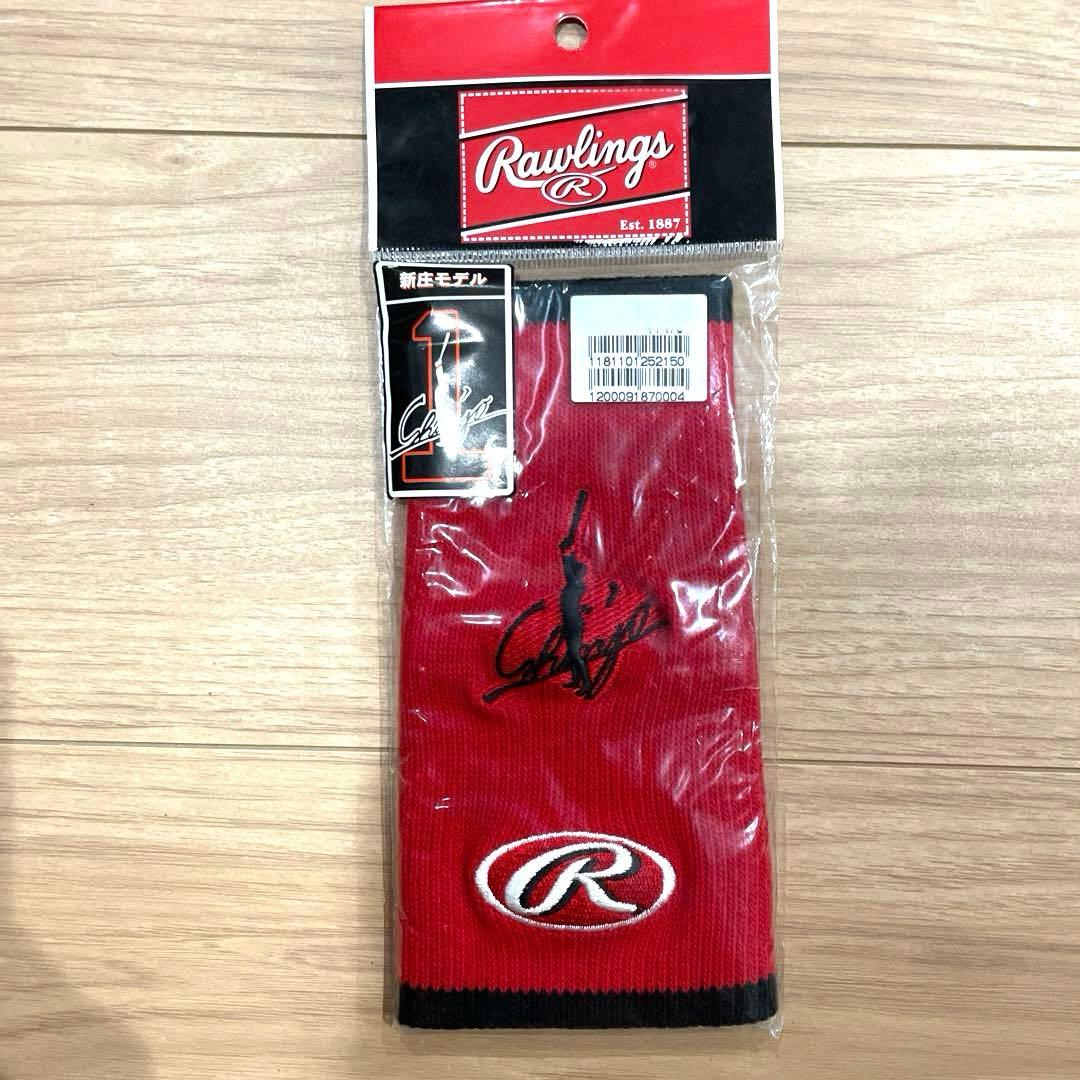 Rawlings
®
R
Est. 1887
新庄モデル
1
Shinjo
1181101252150
1200091870004
Shinjo
R